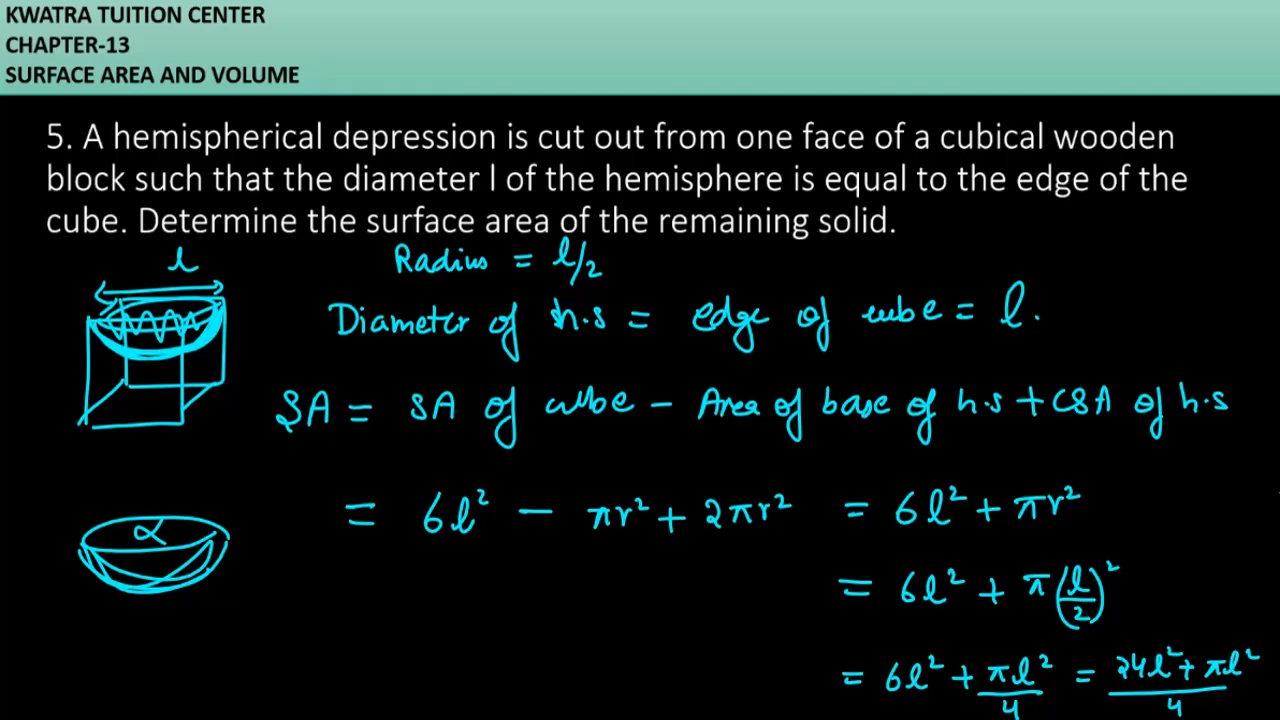 KWATRA TUITION CENTER
CHAPTER-13
SURFACE AREA AND VOLUME
5. A hemispherical depression is cut out from one face of a cubical wooden
block such that the diameter l of the hemisphere is equal to the edge of the
cube. Determine the surface area of the remaining solid.
l
Radius = l/2
Diameter of h.s = edge of cube = l.
SA = SA of cube - Area of base of h.s + CSA of h.s
= 6l² - πr² + 2πr² = 6l² + πr²
= 6l² + π(l/2)²
= 6l² + πl²/4 = 24l² + πl²/4